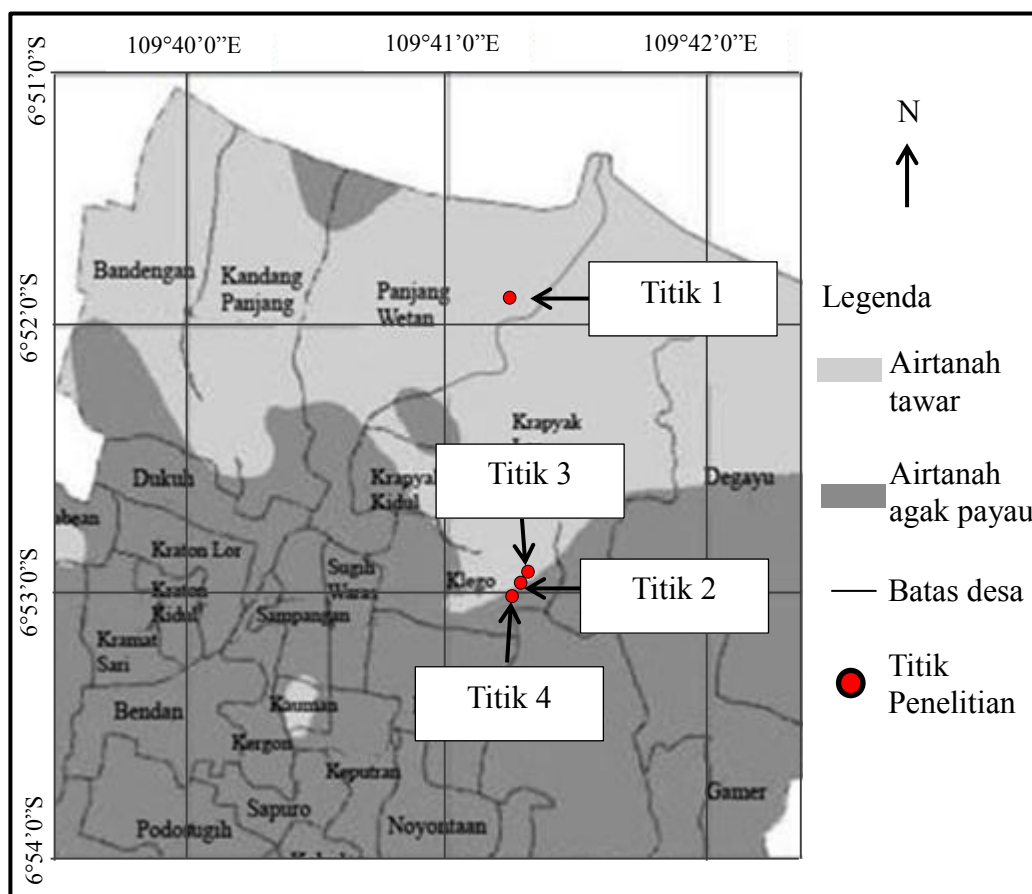 109°40'0"E
109°41'0"E
109°42'0"E
6°51'0"S
6°52'0"S
6°53'0"S
6°54'0"S
N
Bandengan
Kandang
Panjang
Panjang
Wetan
Titik 1
Krapyak
Titik 3
Dukuh
Kidul
Degayu
Kraton Lor
Sugih
Waras
Klego
Titik 2
Kraton
Kidul
Sampangan
Kramat
Sari
Titik 4
Bendan
Kauman
Kergon
Keputran
Gamer
Sapuro
Podosugih
Noyontaan
Legenda
Airtanah
tawar
Airtanah
agak payau
Batas desa
Titik
Penelitian